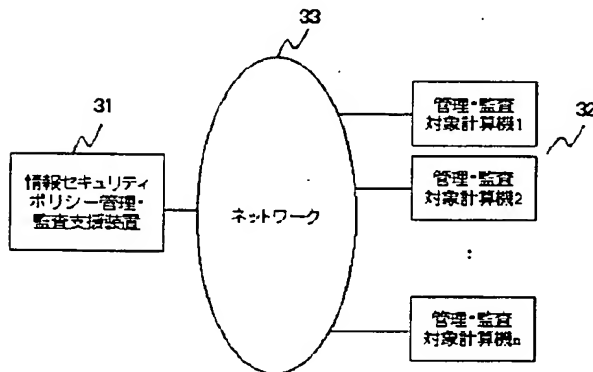 33
31
情報セキュリティ
ポリシー管理・
監査支援装置
ネットワーク
管理・監査
対象計算機1
32
管理・監査
対象計算機2
:
管理・監査
対象計算機n